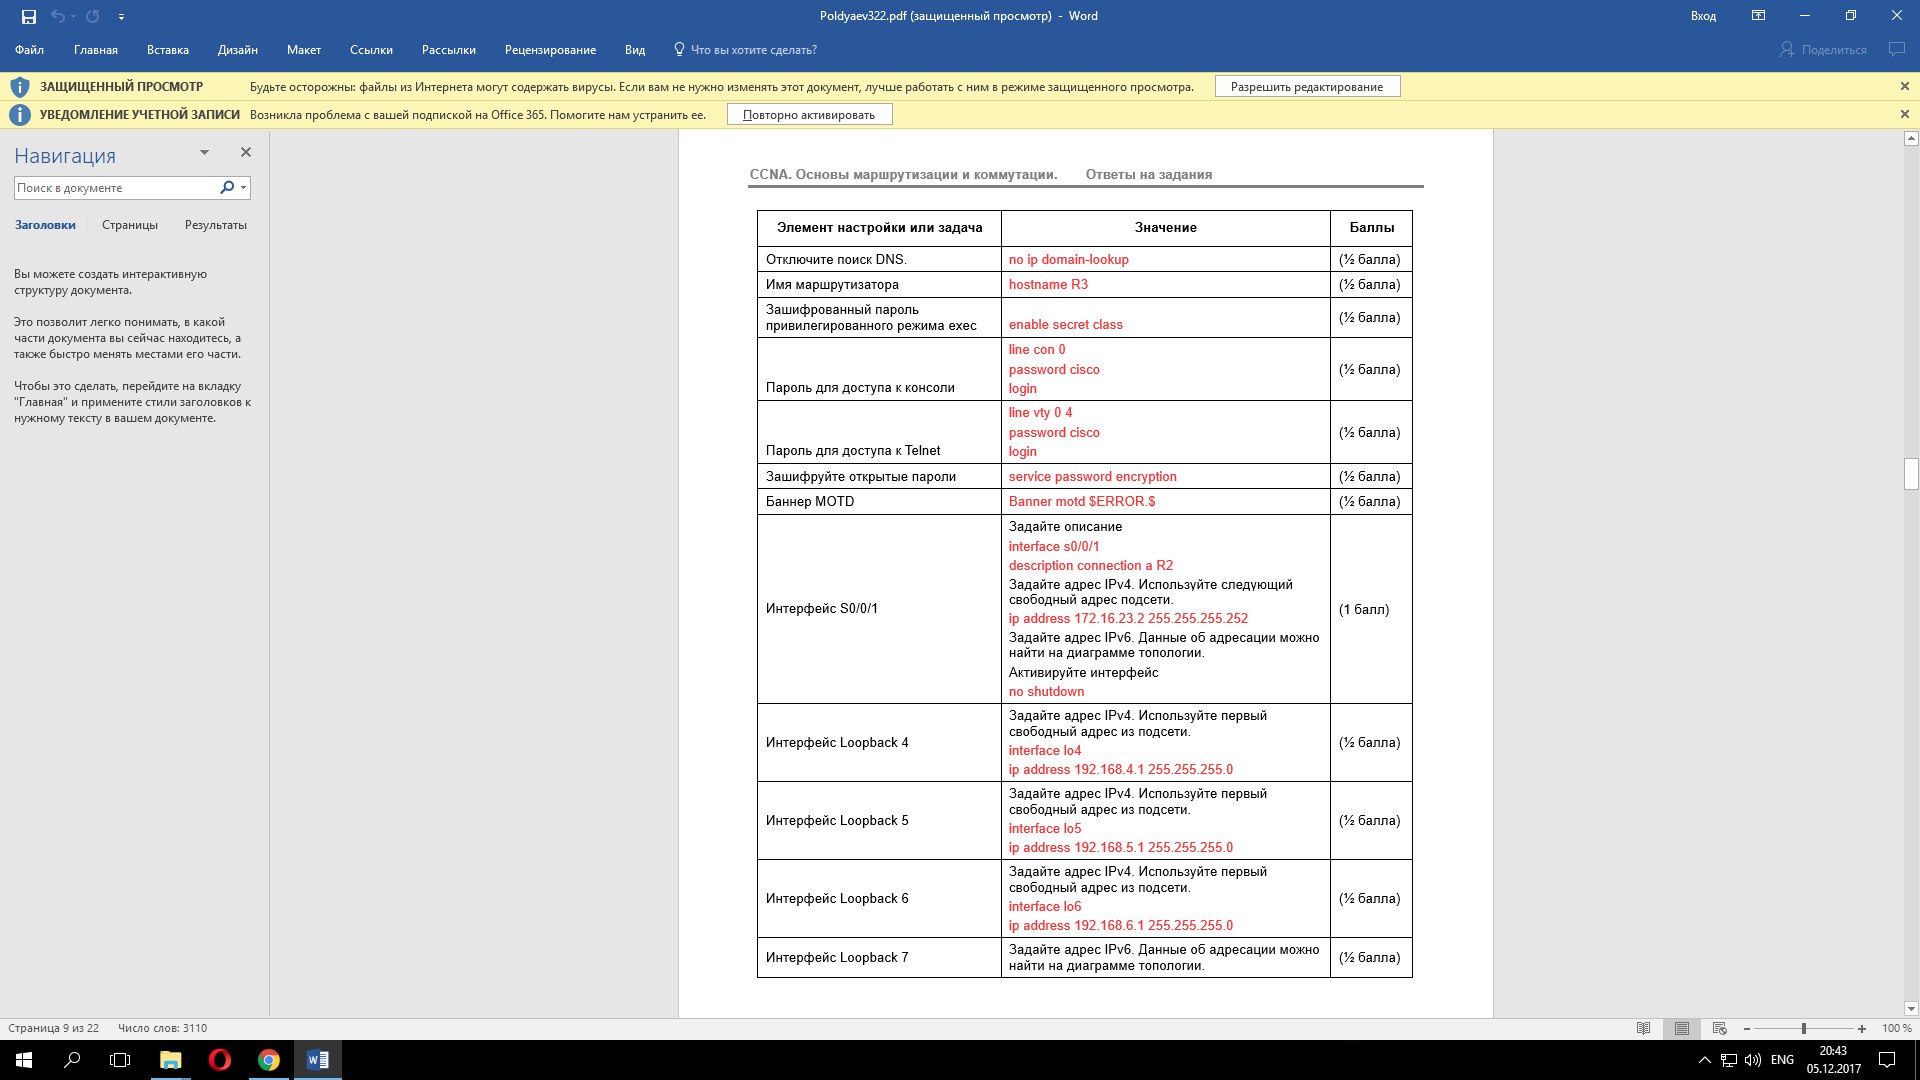 Poldyaev322.pdf (защищенный просмотр) - Word
Вход
Файл Главная Вставка Дизайн Макет Ссылки Рассылки Рецензирование Вид Что вы хотите сделать? Поделиться
ЗАЩИЩЕННЫЙ ПРОСМОТР Будьте осторожны: файлы из Интернета могут содержать вирусы. Если вам не нужно изменять этот документ, лучше работать с ним в режиме защищенного просмотра. Разрешить редактирование
УВЕДОМЛЕНИЕ УЧЕТНОЙ ЗАПИСИ Возникла проблема с вашей подпиской на Office 365. Помогите нам устранить ее. Повторно активировать
Навигация
Поиск в документе
Заголовки Страницы Результаты
Вы можете создать интерактивную
структуру документа.
Это позволит легко понимать, в какой
части документа вы сейчас находитесь, а
также быстро менять местами его части.
Чтобы это сделать, перейдите на вкладку
"Главная" и примените стили заголовков к
нужному тексту в вашем документе.
CCNA. Основы маршрутизации и коммутации. Ответы на задания
Элемент настройки или задача Значение Баллы
Отключите поиск DNS. no ip domain-lookup (½ балла)
Имя маршрутизатора hostname R3 (½ балла)
Зашифрованный пароль
привилегированного режима exec enable secret class (½ балла)
line con 0
password cisco (½ балла)
Пароль для доступа к консоли login
line vty 0 4
password cisco (½ балла)
Пароль для доступа к Telnet login
Зашифруйте открытые пароли service password encryption (½ балла)
Баннер MOTD Banner motd $ERROR.$ (½ балла)
Интерфейс S0/0/1
Задайте описание
interface s0/0/1
description connection a R2
Задайте адрес IPv4. Используйте следующий
свободный адрес подсети.
ip address 172.16.23.2 255.255.255.252
Задайте адрес IPv6. Данные об адресации можно
найти на диаграмме топологии.
Активируйте интерфейс
no shutdown
(1 балл)
Интерфейс Loopback 4
Задайте адрес IPv4. Используйте первый
свободный адрес из подсети.
interface lo4
ip address 192.168.4.1 255.255.255.0
(½ балла)
Интерфейс Loopback 5
Задайте адрес IPv4. Используйте первый
свободный адрес из подсети.
interface lo5
ip address 192.168.5.1 255.255.255.0
(½ балла)
Интерфейс Loopback 6
Задайте адрес IPv4. Используйте первый
свободный адрес из подсети.
interface lo6
ip address 192.168.6.1 255.255.255.0
(½ балла)
Интерфейс Loopback 7
Задайте адрес IPv6. Данные об адресации можно
найти на диаграмме топологии.
(½ балла)
Страница 9 из 22 Число слов: 3110 100 %
ENG
20:43
05.12.2017